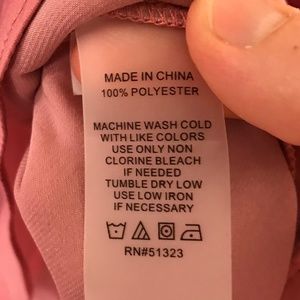 MADE IN CHINA
100% POLYESTER
MACHINE WASH COLD
WITH LIKE COLORS
USE ONLY NON
CLORINE BLEACH
IF NEEDED
TUMBLE DRY LOW
USE LOW IRON
IF NECESSARY
RN#51323